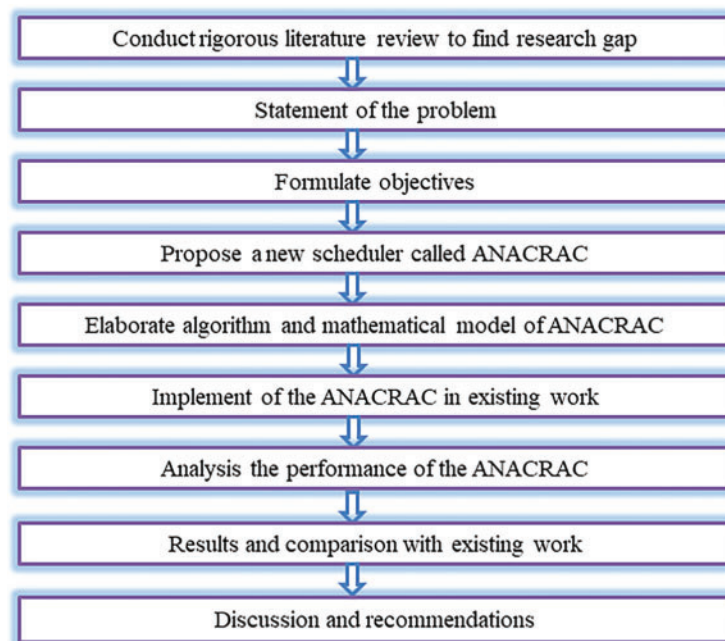 Conduct rigorous literature review to find research gap
Statement of the problem
Formulate objectives
Propose a new scheduler called ANACRAC
Elaborate algorithm and mathematical model of ANACRAC
Implement of the ANACRAC in existing work
Analysis the performance of the ANACRAC
Results and comparison with existing work
Discussion and recommendations